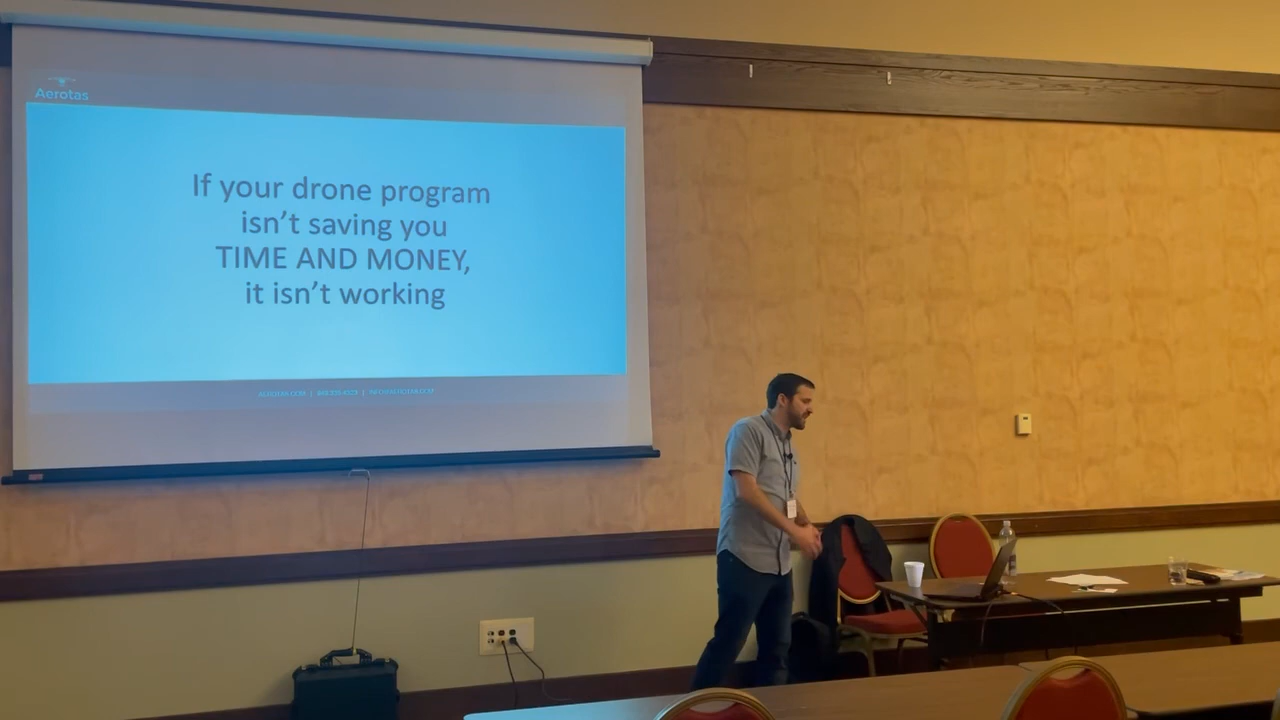 Aerotas
If your drone program
isn't saving you
TIME AND MONEY,
it isn't working